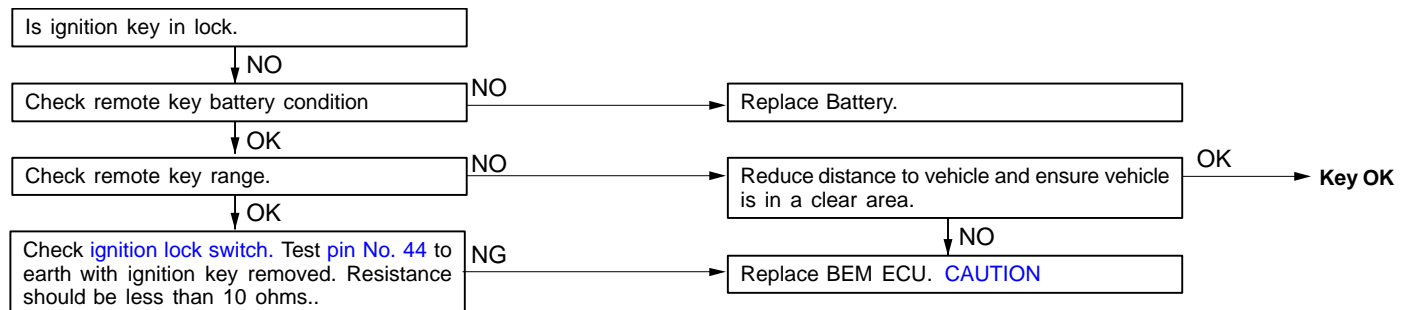 Is ignition key in lock.
NO
Check remote key battery condition
NO
Replace Battery.
OK
Check remote key range.
NO
Reduce distance to vehicle and ensure vehicle
is in a clear area.
OK
Key OK
OK
NO
Check ignition lock switch. Test pin No. 44 to
earth with ignition key removed. Resistance
should be less than 10 ohms..
NG
Replace BEM ECU. CAUTION